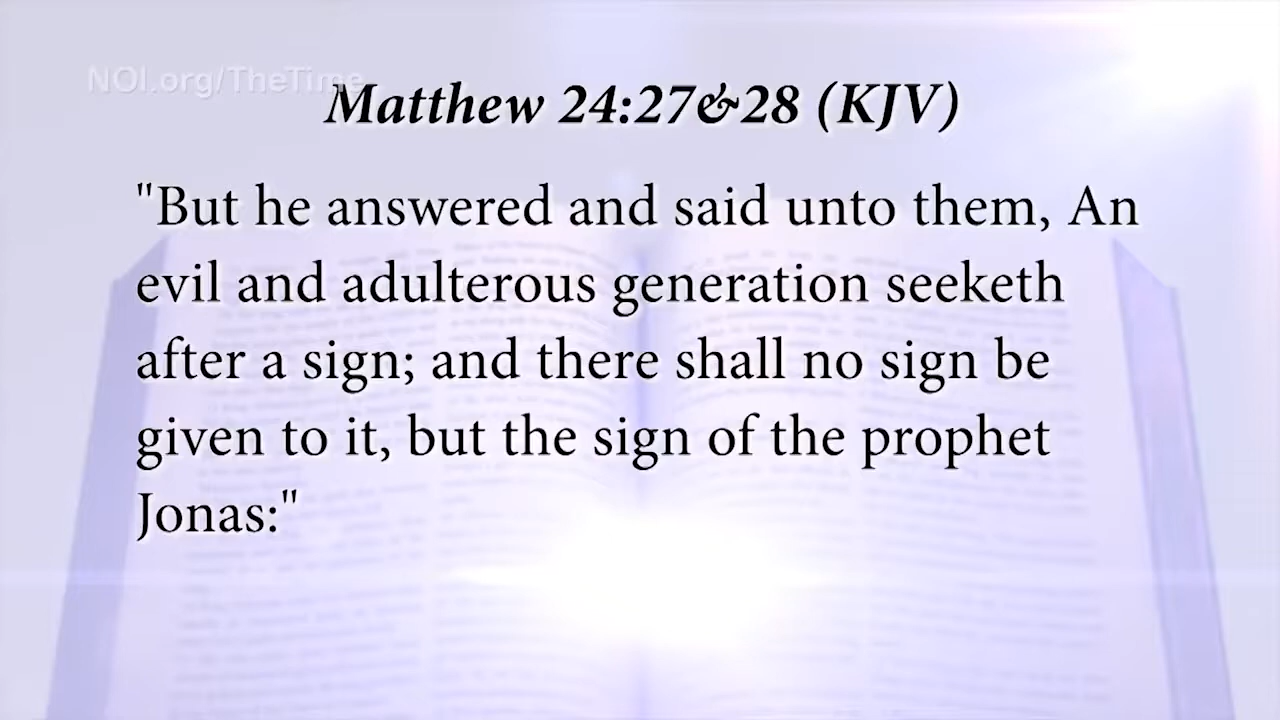 NOI.org/TheTime
Matthew 24:27&28 (KJV)
"But he answered and said unto them, An
evil and adulterous generation seeketh
after a sign; and there shall no sign be
given to it, but the sign of the prophet
Jonas:"